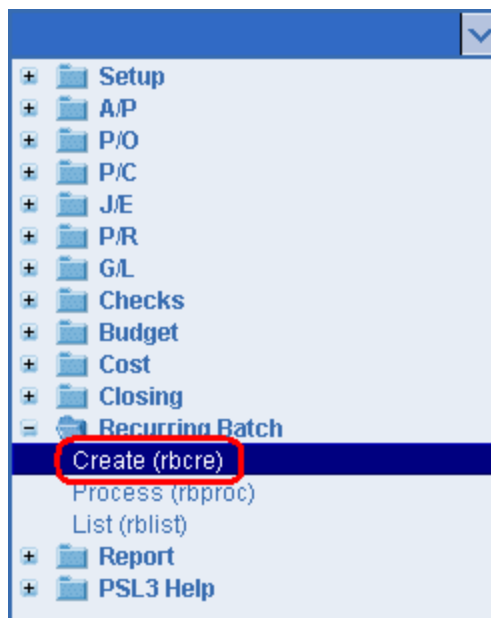 Setup
A/P
P/O
P/C
J/E
P/R
G/L
Checks
Budget
Cost
Closing
Recurring Batch
Create (rbcre)
Process (rbproc)
List (rblist)
Report
PSL3 Help